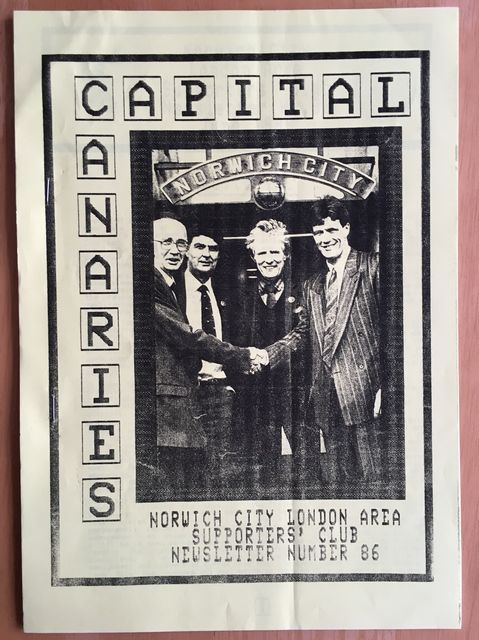 CAPITAL
CANARIES
NORWICH CITY
NORWICH CITY LONDON AREA
SUPPORTERS' CLUB
NEWSLETTER NUMBER 86